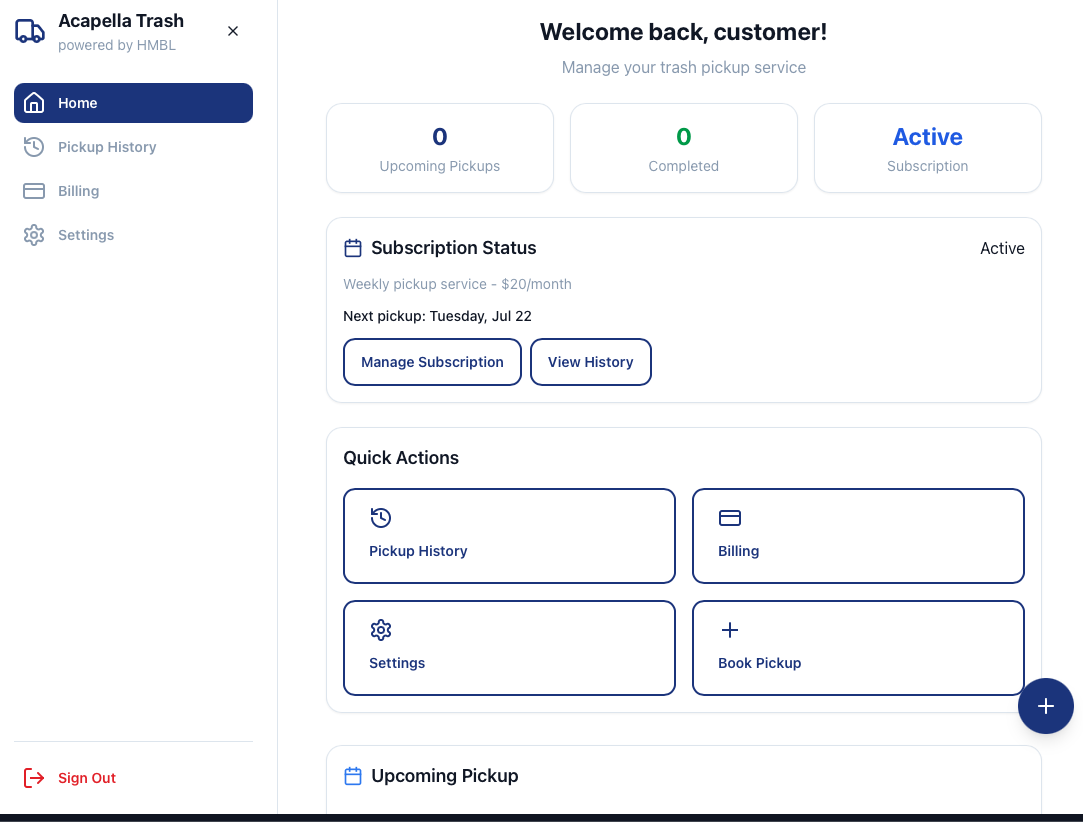 Acapella Trash
powered by HMBL
Home
Pickup History
Billing
Settings
Sign Out
Welcome back, customer!
Manage your trash pickup service
0
Upcoming Pickups
0
Completed
Active
Subscription
Subscription Status
Active
Weekly pickup service - $20/month
Next pickup: Tuesday, Jul 22
Manage Subscription
View History
Quick Actions
Pickup History
Billing
Settings
Book Pickup
Upcoming Pickup